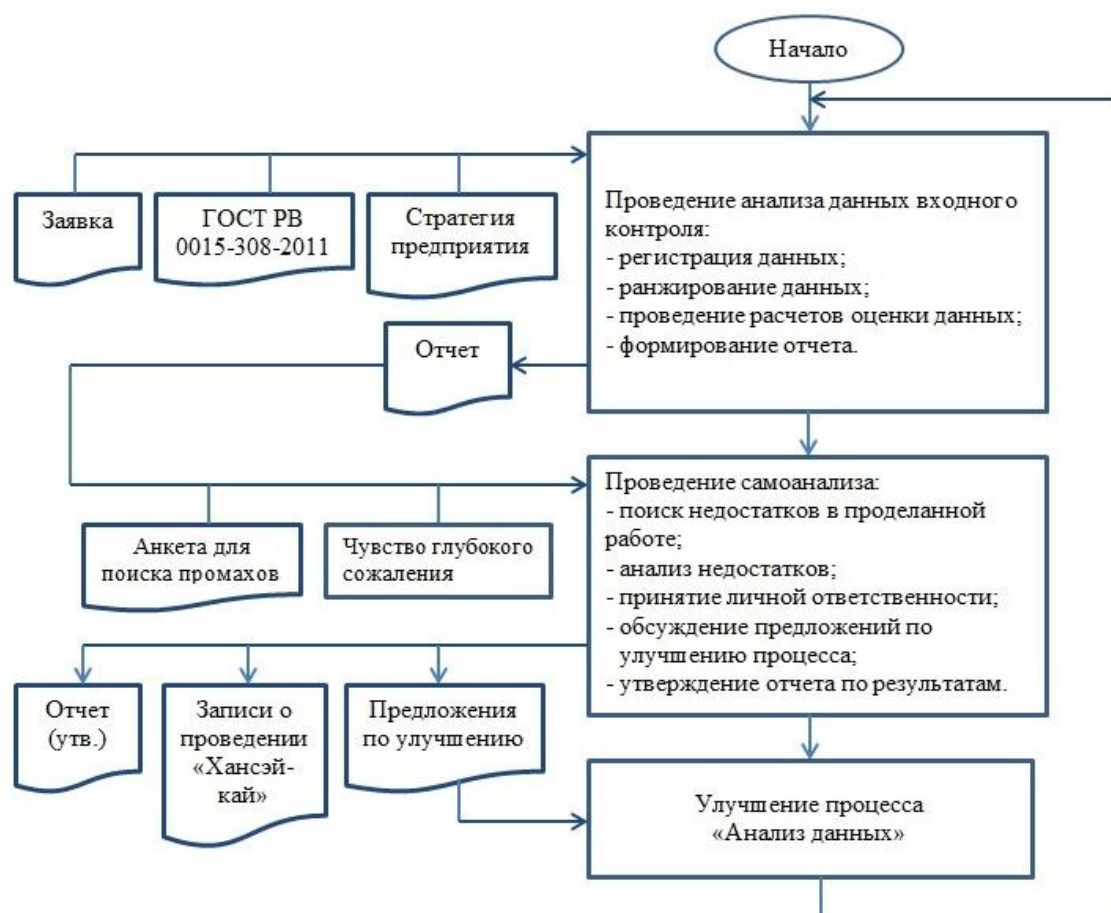 Начало
Заявка
ГОСТ РВ
0015-308-2011
Стратегия
предприятия
Проведение анализа данных входного
контроля:
- регистрация данных;
- ранжирование данных;
- проведение расчетов оценки данных;
- формирование отчета.
Отчет
Проведение самоанализа:
- поиск недостатков в проделанной
работе;
- анализ недостатков;
- принятие личной ответственности;
- обсуждение предложений по
улучшению процесса;
- утверждение отчета по результатам.
Анкета для
поиска промахов
Чувство глубокого
сожаления
Отчет
(утв.)
Записи о
проведении
«Хансэй-
кай»
Предложения
по улучшению
Улучшение процесса
«Анализ данных»